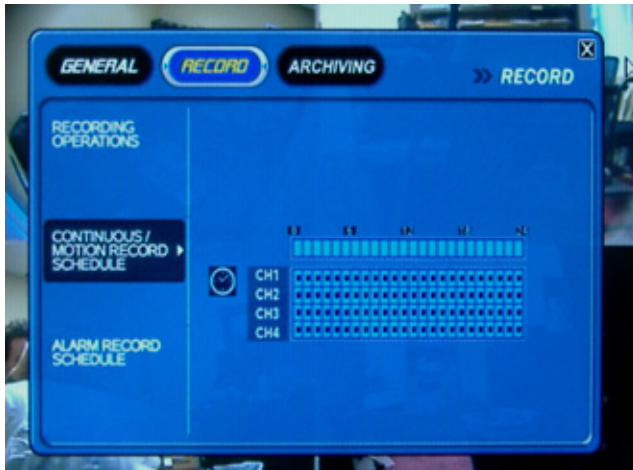 GENERAL RECORD ARCHIVING
>> RECORD
X
RECORDING
OPERATIONS
CONTINUOUS /
MOTION RECORD
SCHEDULE
CH1
CH2
CH3
CH4
ALARM RECORD
SCHEDULE